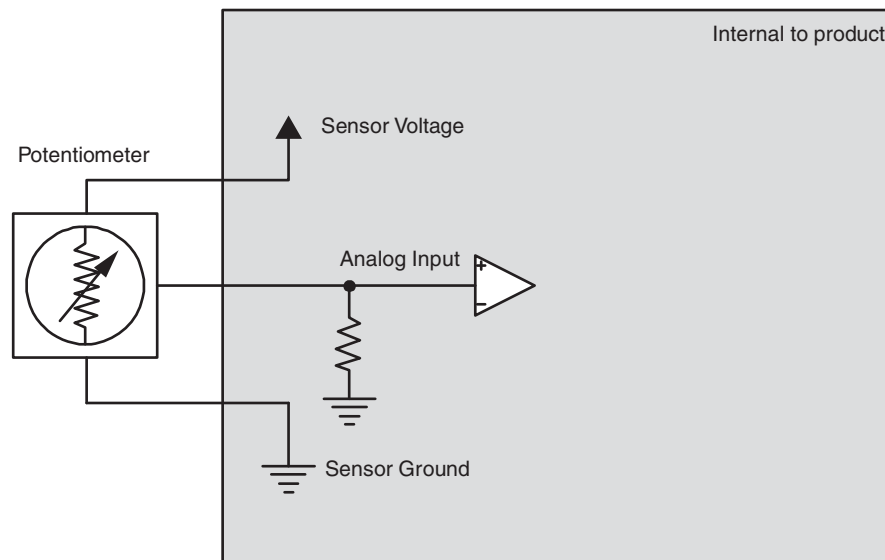 Internal to product
Sensor Voltage
Potentiometer
Analog Input
+
−
Sensor Ground